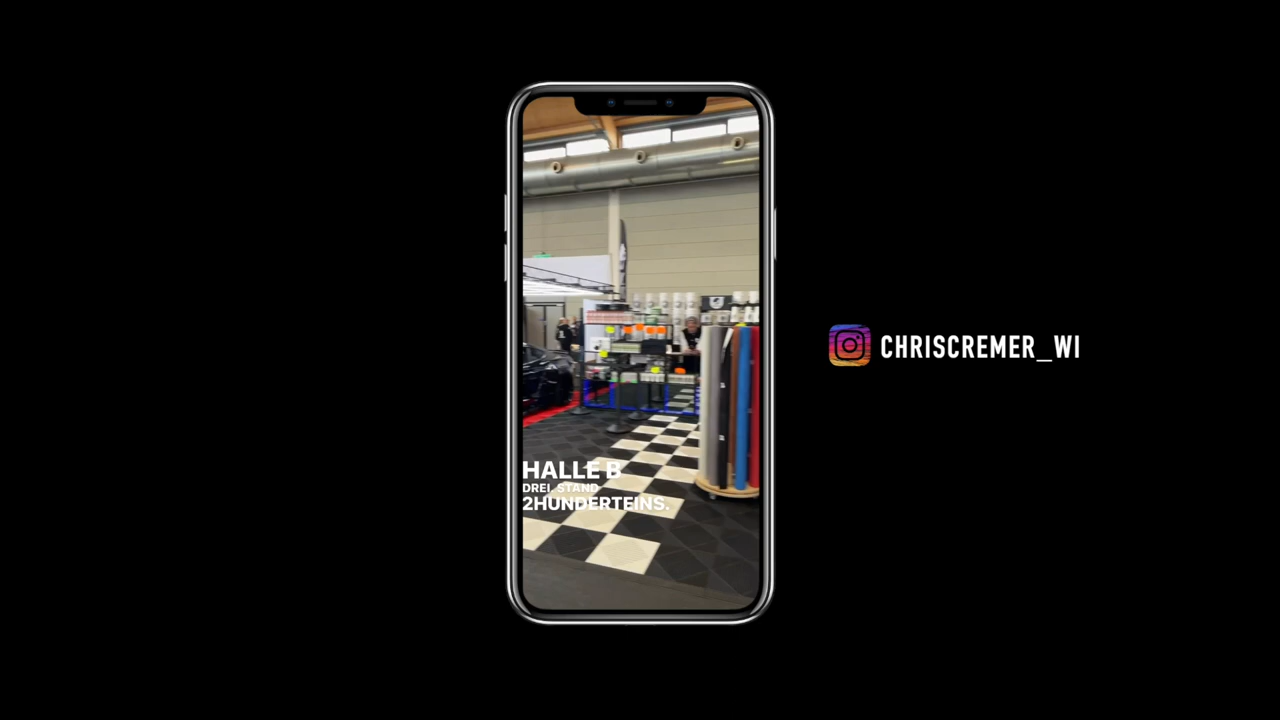 HALLE B
DREI. STAND
2HUNDERTEINS.
CHRISCREMER_WI